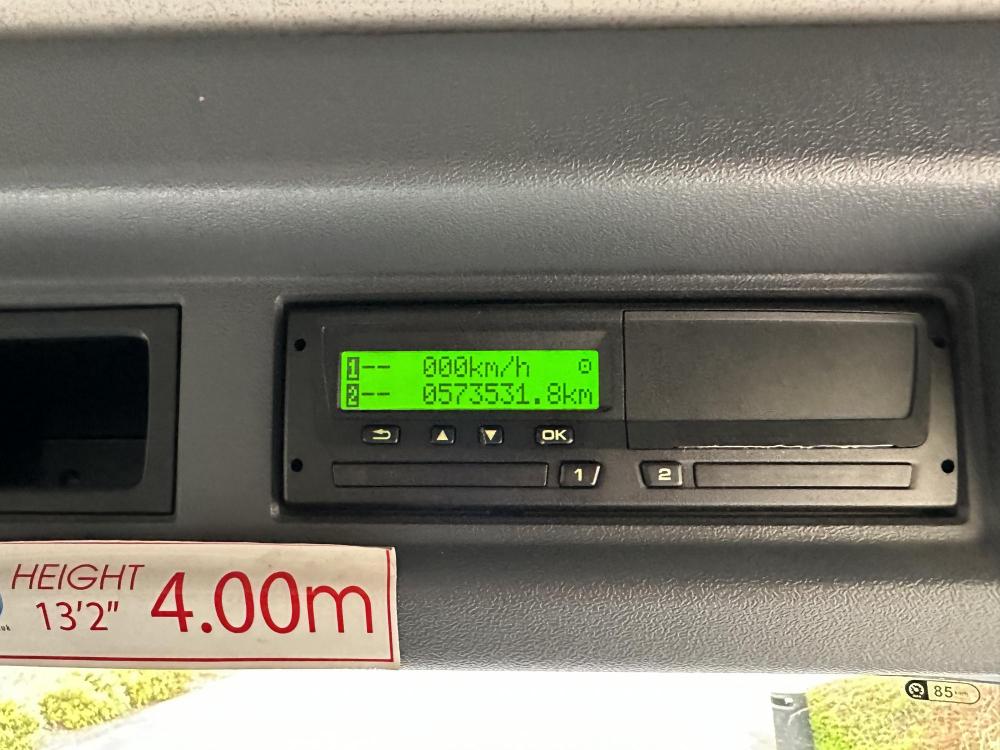 1-- 000km/h
2-- 0573531.8km
OK
1
2
HEIGHT
13'2" 4.00m
85